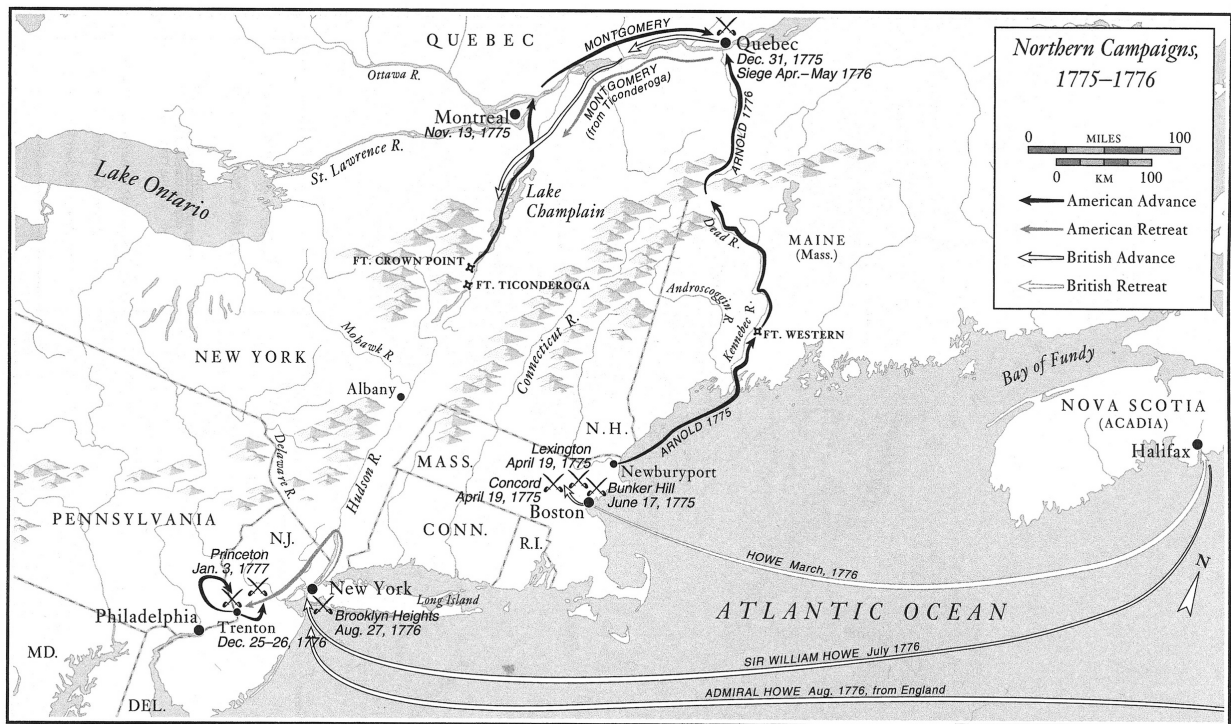 Northern Campaigns,
1775–1776
0 MILES 100
0 KM 100
American Advance
American Retreat
British Advance
British Retreat
QUEBEC
MONTGOMERY
Quebec
Dec. 31, 1775
Siege Apr.– May 1776
Ottawa R.
MONTGOMERY
(from Ticonderoga)
Montreal
Nov. 13, 1775
St. Lawrence R.
ARNOLD 1776
Lake Ontario
Lake
Champlain
Dead R.
MAINE
(Mass.)
FT. CROWN POINT
FT. TICONDEROGA
Androscoggin
R.
Kennebec R.
FT. WESTERN
Connecticut R.
Mohawk R.
NEW YORK
Bay of Fundy
Albany
NOVA SCOTIA
(ACADIA)
Halifax
N.H.
ARNOLD 1775
Lexington
April 19, 1775
Newburyport
MASS.
Concord
April 19, 1775
Bunker Hill
June 17, 1775
Boston
Delaware R.
Hudson R.
PENNSYLVANIA
N.J.
CONN.
R.I.
Princeton
Jan. 3, 1777
HOWE March, 1776
N
New York
Long Island
ATLANTIC OCEAN
Philadelphia
Brooklyn Heights
Aug. 27, 1776
Trenton
Dec. 25–26, 1776
MD.
SIR WILLIAM HOWE July 1776
ADMIRAL HOWE Aug. 1776, from England
DEL.